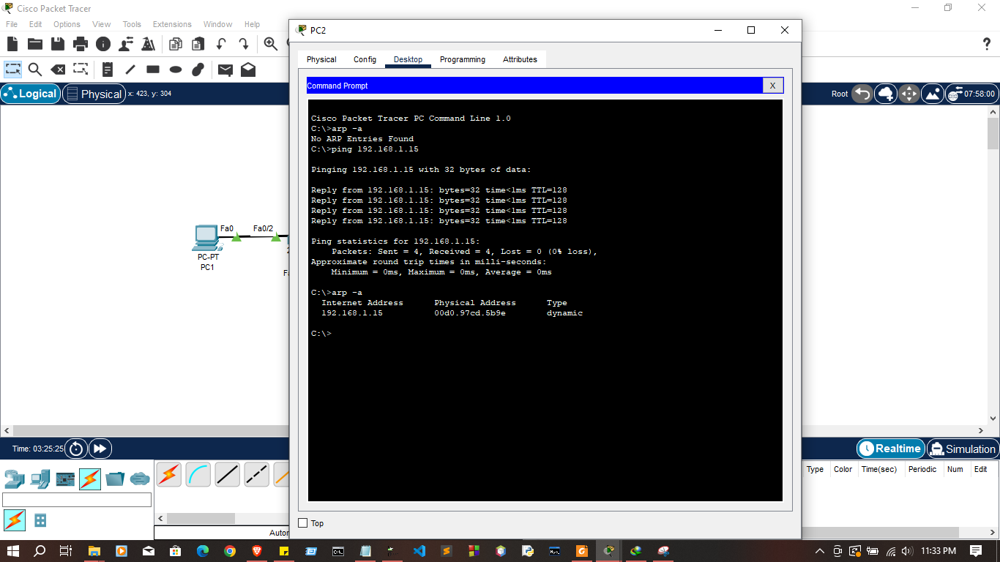 Cisco Packet Tracer
File Edit Options View Tools Extensions Window Help
?
Logical Physical x: 423, y: 304
Root 07:58:00
Fa0 Fa0/2
PC-PT
PC1
PC2
Physical Config Desktop Programming Attributes
Command Prompt X
Cisco Packet Tracer PC Command Line 1.0
C:\>arp -a
No ARP Entries Found
C:\>ping 192.168.1.15
Pinging 192.168.1.15 with 32 bytes of data:
Reply from 192.168.1.15: bytes=32 time<1ms TTL=128
Reply from 192.168.1.15: bytes=32 time<1ms TTL=128
Reply from 192.168.1.15: bytes=32 time<1ms TTL=128
Reply from 192.168.1.15: bytes=32 time<1ms TTL=128
Ping statistics for 192.168.1.15:
Packets: Sent = 4, Received = 4, Lost = 0 (0% loss),
Approximate round trip times in milli-seconds:
Minimum = 0ms, Maximum = 0ms, Average = 0ms
C:\>arp -a
Internet Address Physical Address Type
192.168.1.15 00d0.97cd.5b9e dynamic
C:\>
Top
Time: 03:25:25
Realtime Simulation
Type Color Time(sec) Periodic Num Edit
11:33 PM